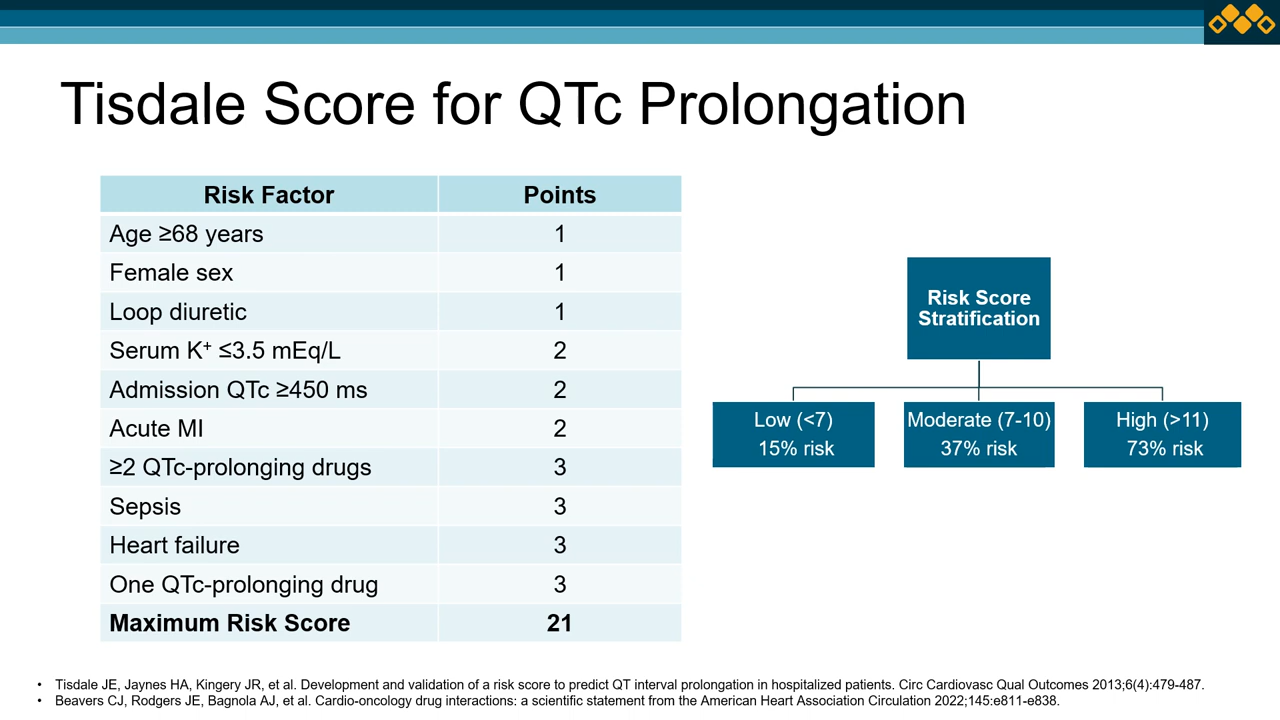 Tisdale Score for QTc Prolongation
Risk Factor Points
Age ≥68 years 1
Female sex 1
Loop diuretic 1
Serum K⁺ ≤3.5 mEq/L 2
Admission QTc ≥450 ms 2
Acute MI 2
≥2 QTc-prolonging drugs 3
Sepsis 3
Heart failure 3
One QTc-prolonging drug 3
Maximum Risk Score 21
Risk Score
Stratification
Low (<7)
15% risk
Moderate (7-10)
37% risk
High (>11)
73% risk
• Tisdale JE, Jaynes HA, Kingery JR, et al. Development and validation of a risk score to predict QT interval prolongation in hospitalized patients. Circ Cardiovasc Qual Outcomes 2013;6(4):479-487.
• Beavers CJ, Rodgers JE, Bagnola AJ, et al. Cardio-oncology drug interactions: a scientific statement from the American Heart Association Circulation 2022;145:e811-e838.